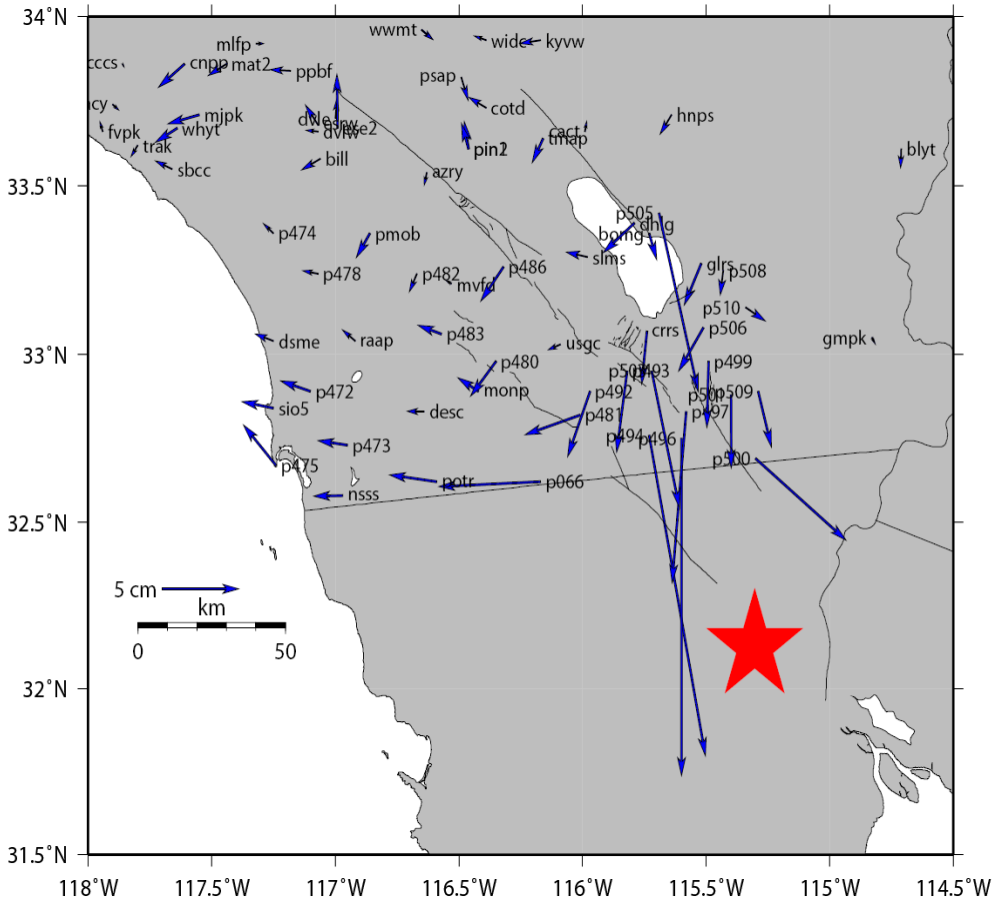 34˚N
33.5˚N
33˚N
32.5˚N
32˚N
31.5˚N
118˚W
117.5˚W
117˚W
116.5˚W
116˚W
115.5˚W
115˚W
114.5˚W
wwmt
widc
kyvw
mlfp
cccs
cnpp
mat2
ppbf
psap
cotd
hnps
mjpk
whyt
fvpk
trak
dvlw
cact
tmap
blyt
sbcc
bill
azry
p505
dhlg
bomg
p474
pmob
slms
p478
p482
mvfd
p486
glrs
p508
p510
p483
crrs
p506
gmpk
dsme
raap
usgc
p480
p499
p493
monp
p472
p492
p509
sio5
desc
p481
p497
p494
p496
p473
p475
p500
potr
p066
nsss
5 cm
km
0
50